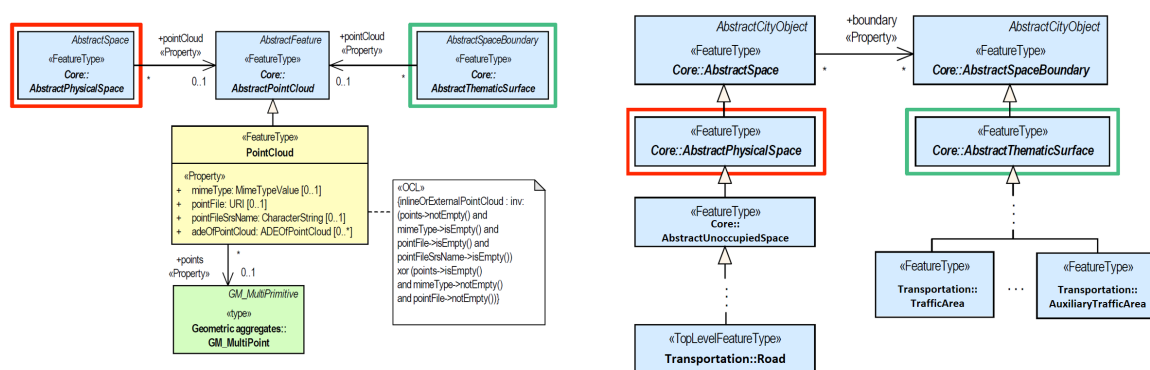 AbstractSpace
«FeatureType»
Core::
AbstractPhysicalSpace
+pointCloud
«Property»
*
0..1
AbstractFeature
«FeatureType»
Core::
AbstractPointCloud
+pointCloud
«Property»
0..1
*
AbstractSpaceBoundary
«FeatureType»
Core::
AbstractThematicSurface
«FeatureType»
PointCloud
«Property»
+ mimeType: MimeTypeValue [0..1]
+ pointFile: URI [0..1]
+ pointFileSrsName: CharacterString [0..1]
+ adeOfPointCloud: ADEOfPointCloud [0..*]
«OCL»
{inlineOrExternalPointCloud : inv:
(points->notEmpty() and
mimeType->isEmpty() and
pointFile->isEmpty() and
pointFileSrsName->isEmpty())
xor (points->isEmpty()
and mimeType->notEmpty()
and pointFile->notEmpty())}
+points
«Property»
*
0..1
GM_MultiPrimitive
«type»
Geometric aggregates::
GM_MultiPoint
AbstractCityObject
«FeatureType»
Core::AbstractSpace
+boundary
«Property»
*
*
AbstractCityObject
«FeatureType»
Core::AbstractSpaceBoundary
«FeatureType»
Core::AbstractPhysicalSpace
«FeatureType»
Core::AbstractThematicSurface
«FeatureType»
Core::
AbstractUnoccupiedSpace
«FeatureType»
Transportation::
TrafficArea
. . .
«FeatureType»
Transportation::
AuxiliaryTrafficArea
«TopLevelFeatureType»
Transportation::Road